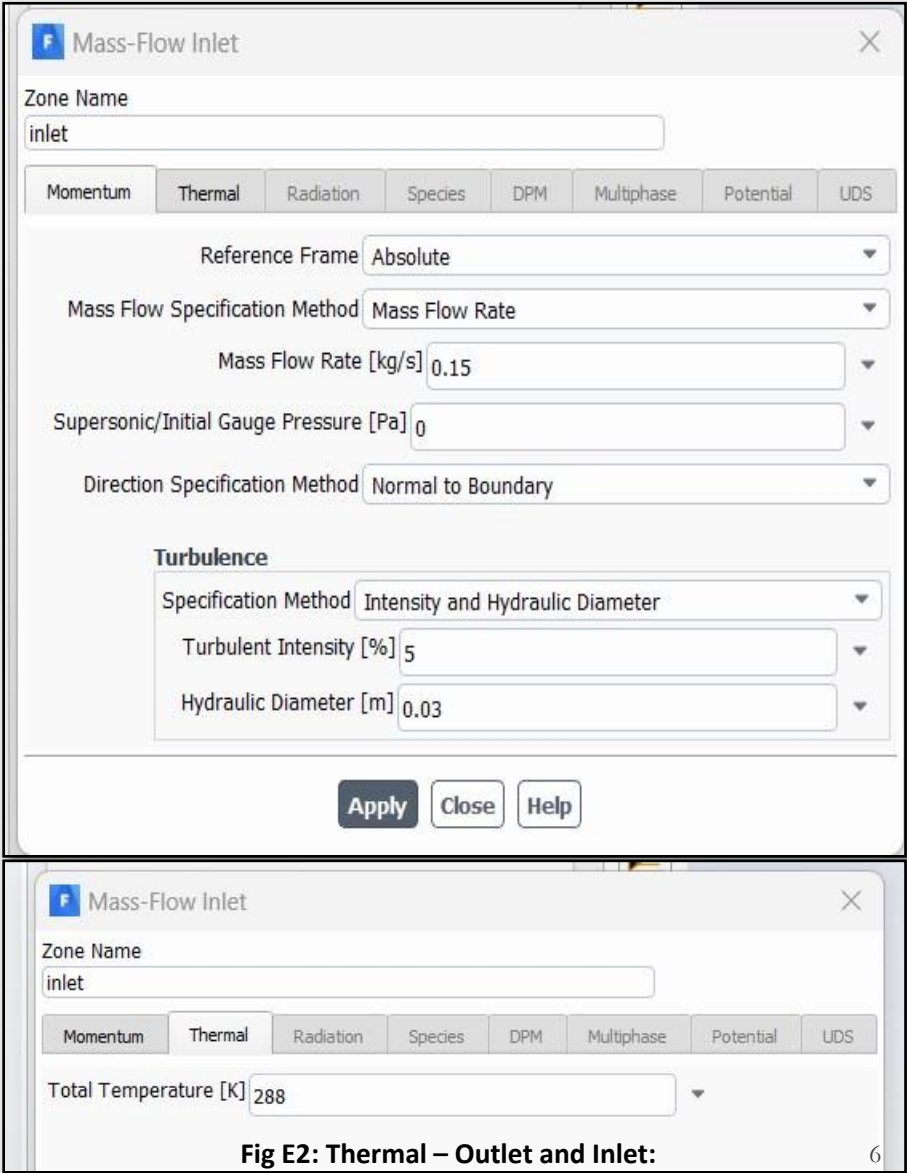 F Mass-Flow Inlet
Zone Name
inlet
Momentum Thermal Radiation Species DPM Multiphase Potential UDS
Reference Frame Absolute
Mass Flow Specification Method Mass Flow Rate
Mass Flow Rate [kg/s] 0.15
Supersonic/Initial Gauge Pressure [Pa] 0
Direction Specification Method Normal to Boundary
Turbulence
Specification Method Intensity and Hydraulic Diameter
Turbulent Intensity [%] 5
Hydraulic Diameter [m] 0.03
Apply Close Help
F Mass-Flow Inlet
Zone Name
inlet
Momentum Thermal Radiation Species DPM Multiphase Potential UDS
Total Temperature [K] 288
Fig E2: Thermal – Outlet and Inlet: 6